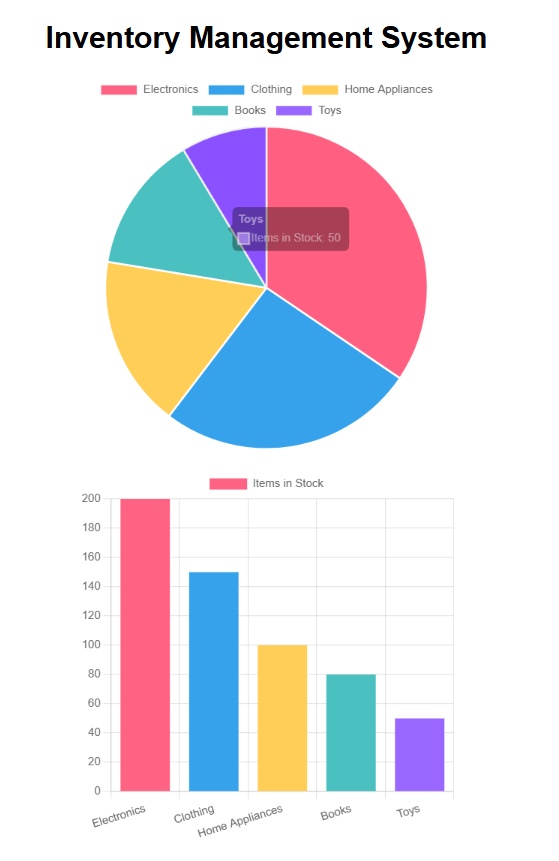 Inventory Management System
Electronics Clothing Home Appliances
Books Toys
Toys
Items in Stock: 50
Items in Stock
200
180
160
140
120
100
80
60
40
20
0
Electronics Clothing Home Appliances Books Toys